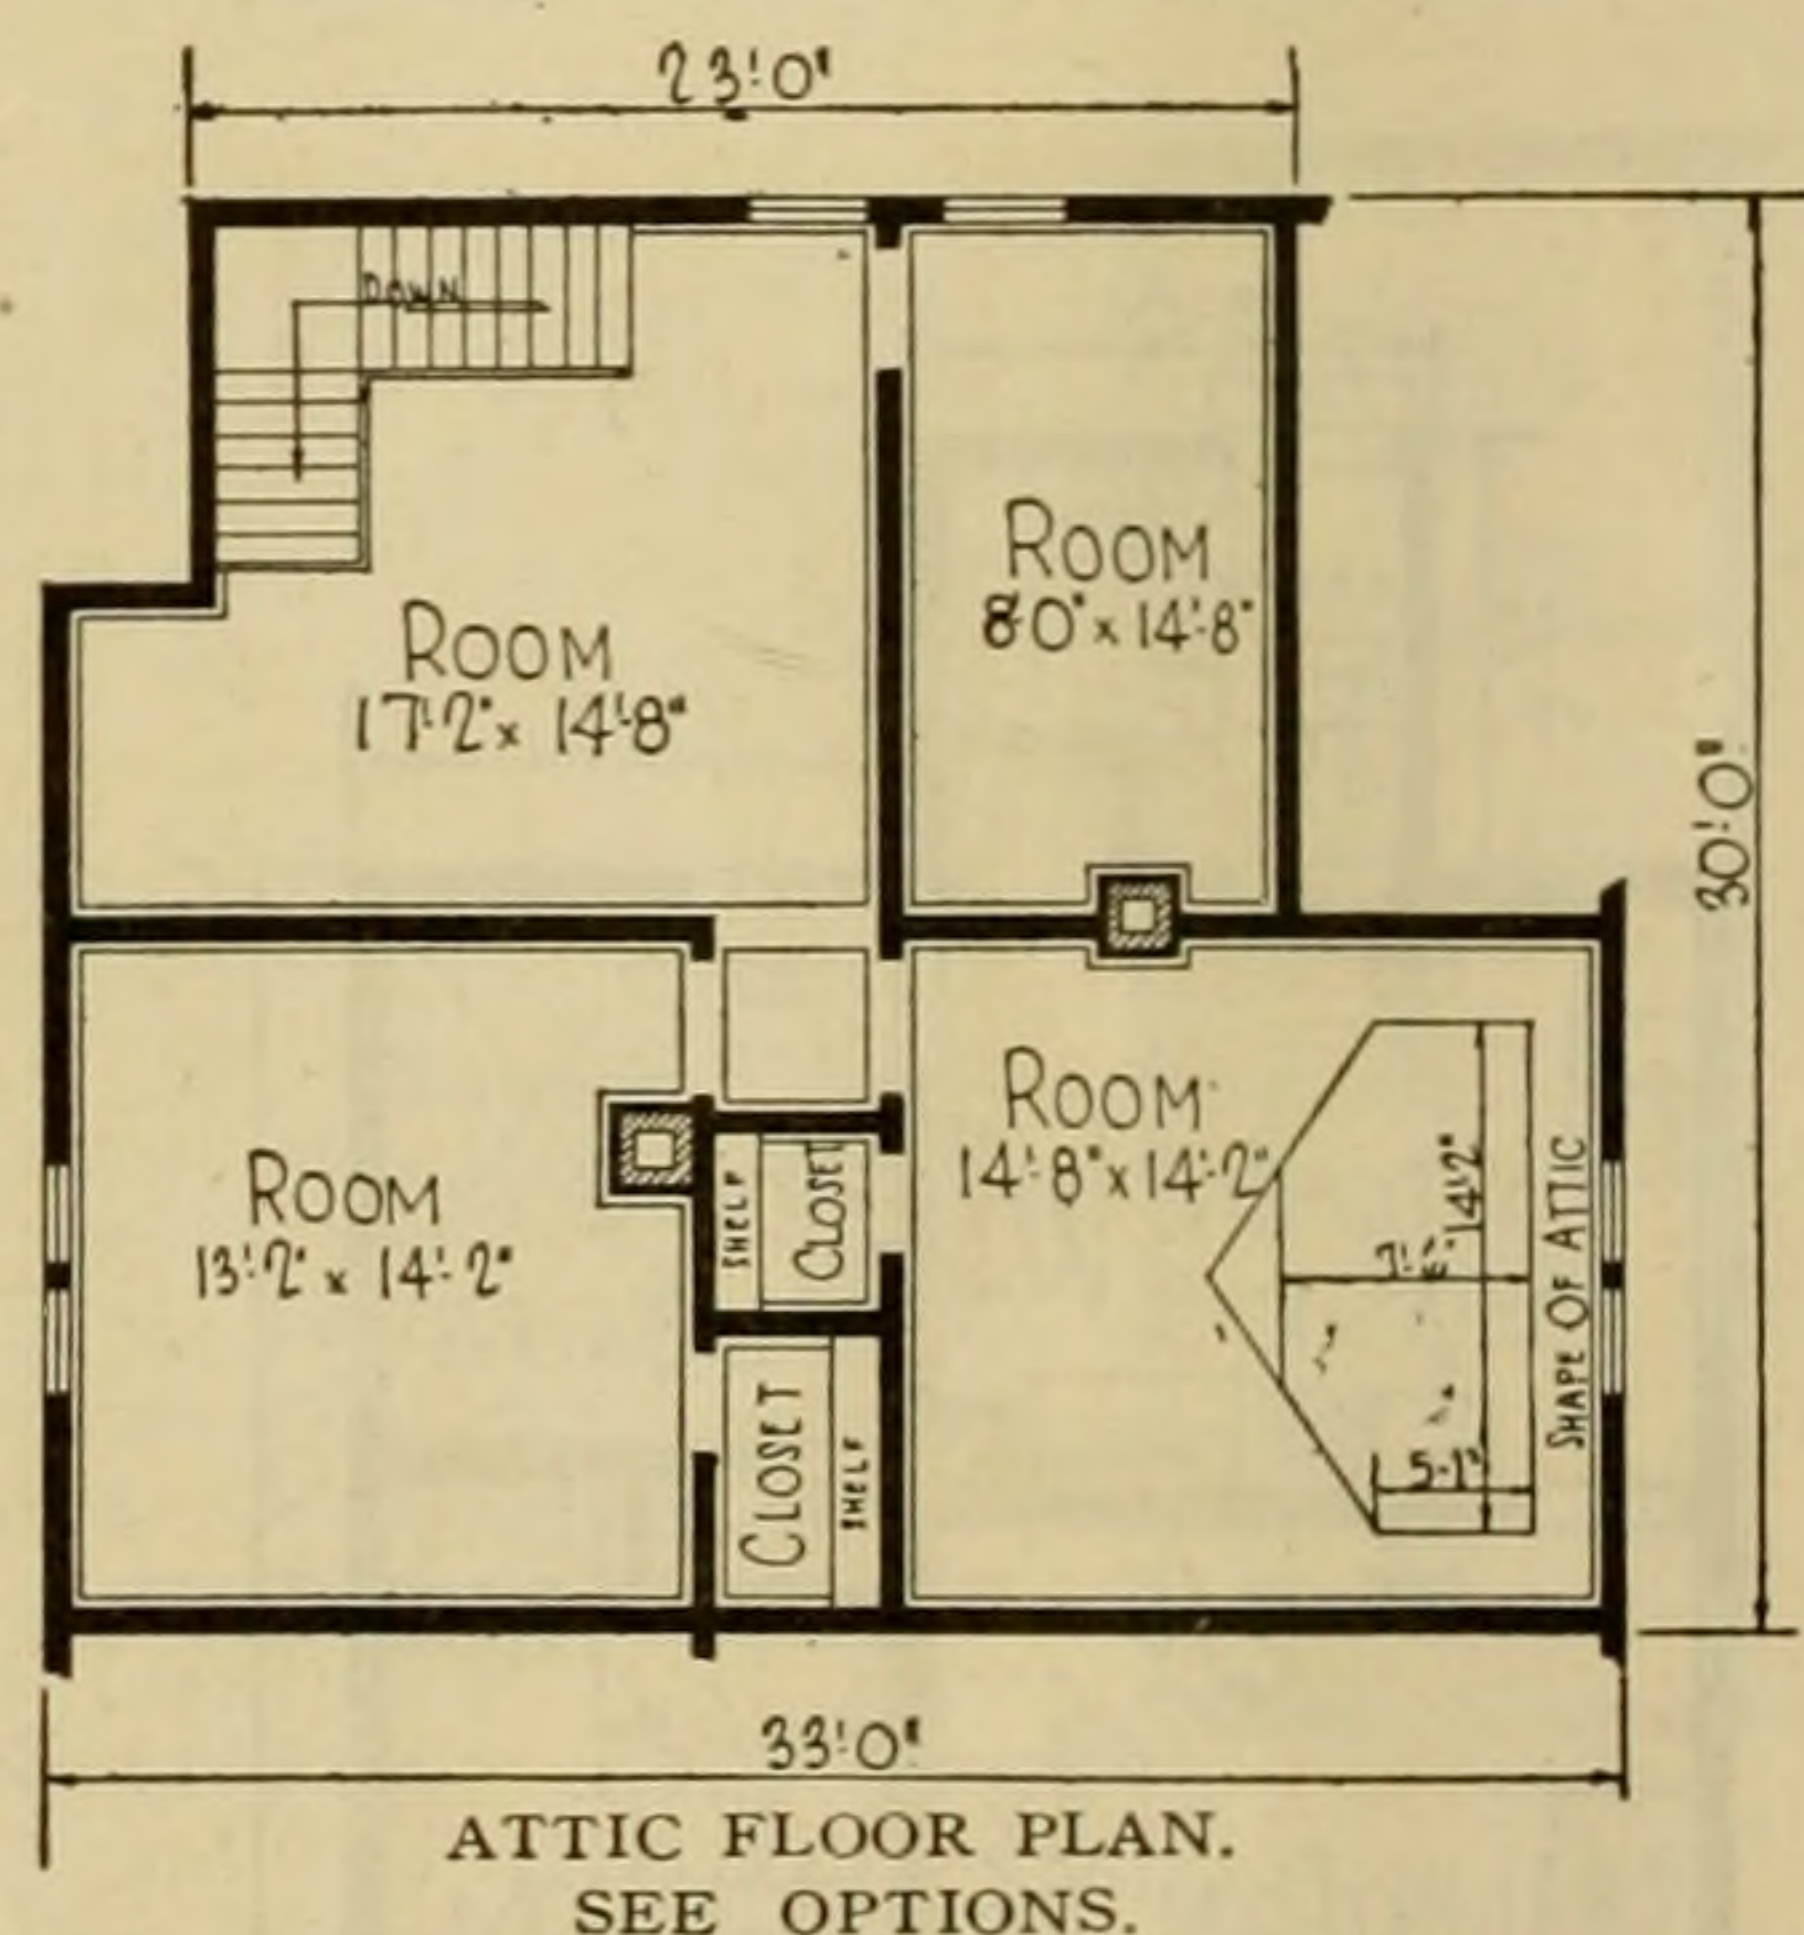 23'-0"
DOWN
ROOM
8'-0" x 14'-8"
ROOM
17'-2" x 14'-8"
30'-0"
ROOM
14'-8" x 14'-2"
ROOM
13'-2" x 14'-2"
SHELF
CLOSET
CLOSET
SHELF
14'-2"
5'-1"
SHAPE OF ATTIC
33'-0"
ATTIC FLOOR PLAN.
SEE OPTIONS.